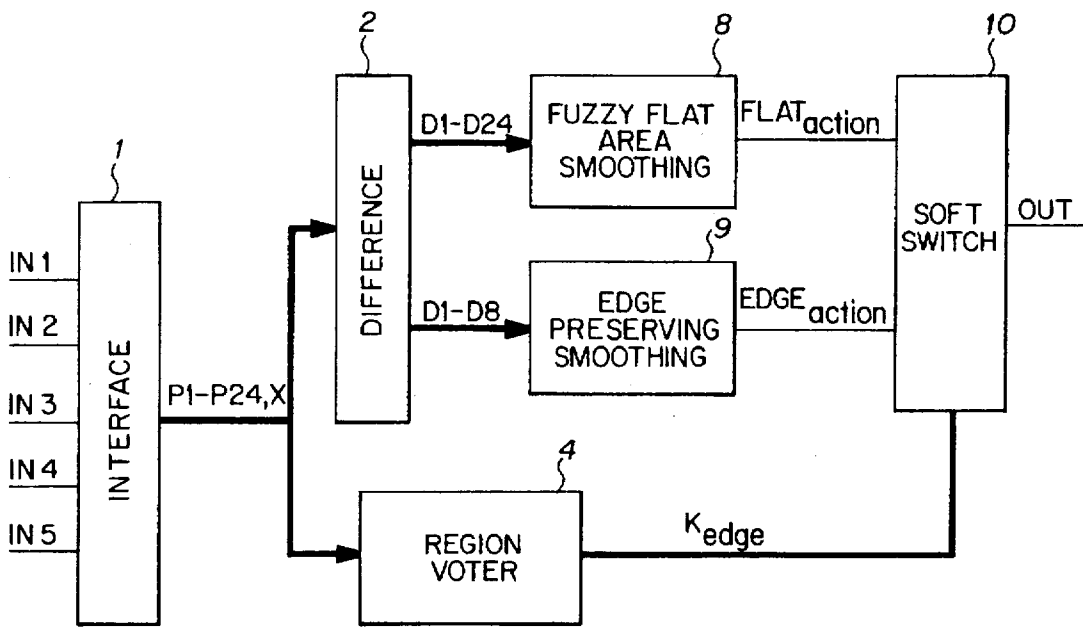 2
8
10
1
D1-D24
FUZZY FLAT
AREA
SMOOTHING
FLATaction
DIFFERENCE
SOFT
SWITCH
OUT
9
IN 1
IN 2
IN 3
IN 4
IN 5
INTERFACE
P1-P24,X
D1-D8
EDGE
PRESERVING
SMOOTHING
EDGEaction
4
REGION
VOTER
Kedge